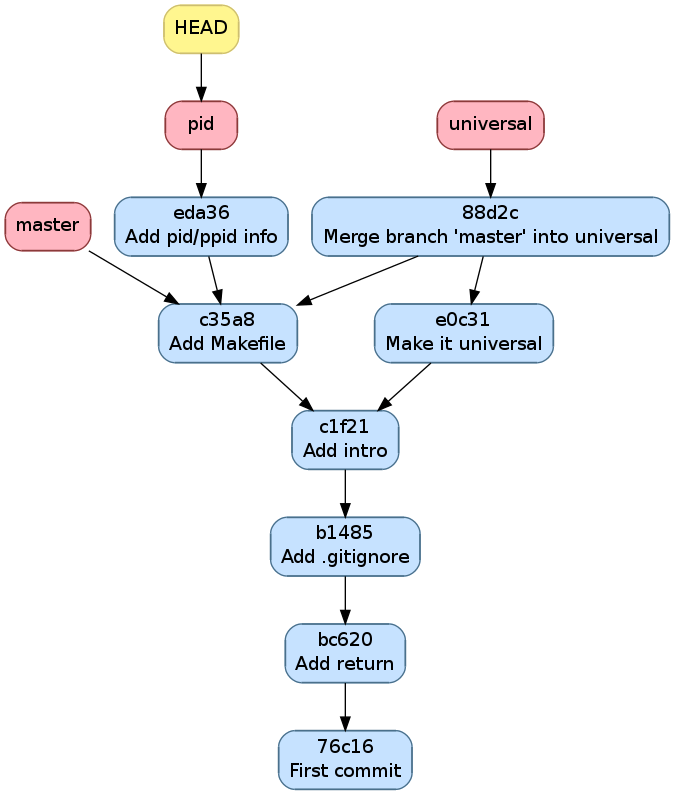 HEAD
pid
universal
master
eda36
Add pid/ppid info
88d2c
Merge branch 'master' into universal
c35a8
Add Makefile
e0c31
Make it universal
c1f21
Add intro
b1485
Add .gitignore
bc620
Add return
76c16
First commit